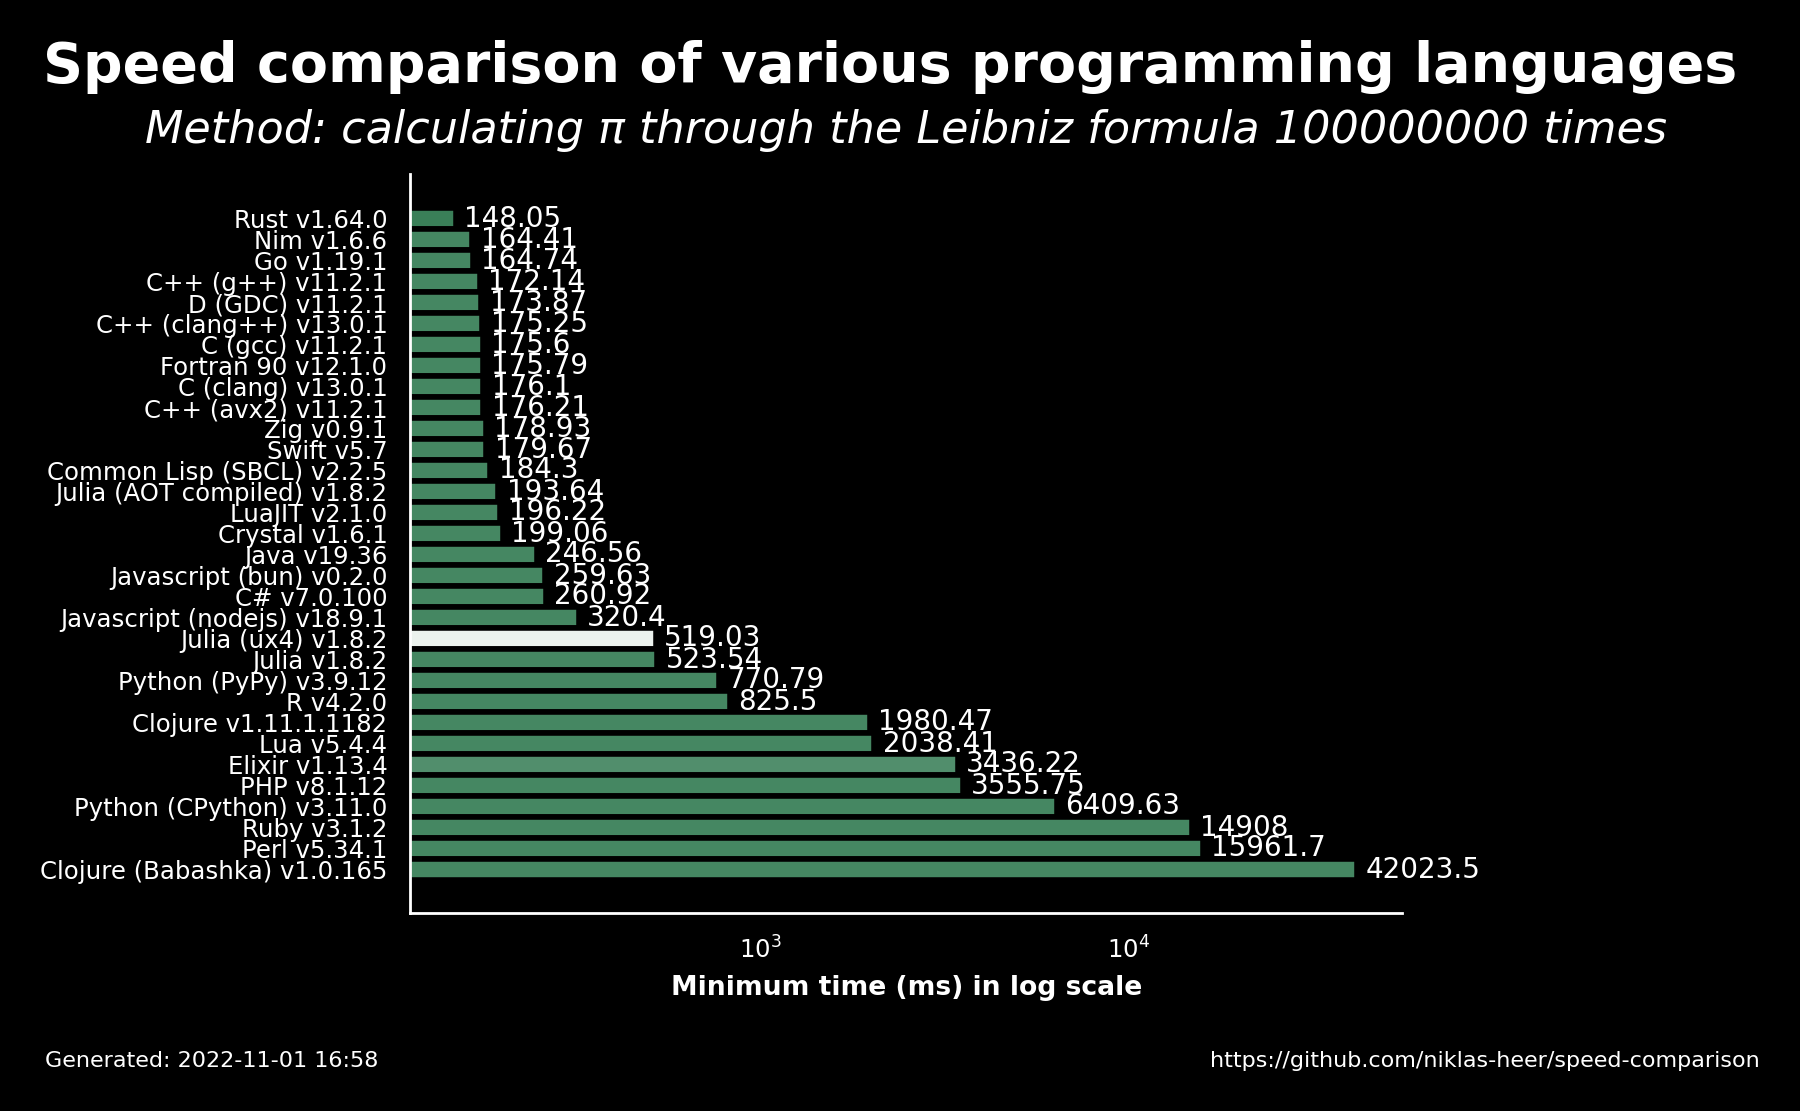 Speed comparison of various programming languages
Method: calculating π through the Leibniz formula 100000000 times
Rust v1.64.0 148.05
Nim v1.6.6 164.41
Go v1.19.1 164.74
C++ (g++) v11.2.1 172.14
D (GDC) v11.2.1 173.87
C++ (clang++) v13.0.1 175.25
C (gcc) v11.2.1 175.6
Fortran 90 v12.1.0 175.79
C (clang) v13.0.1 176.1
C++ (avx2) v11.2.1 176.21
Zig v0.9.1 178.93
Swift v5.7 179.67
Common Lisp (SBCL) v2.2.5 184.3
Julia (AOT compiled) v1.8.2 193.64
LuaJIT v2.1.0 196.22
Crystal v1.6.1 199.06
Java v19.36 246.56
Javascript (bun) v0.2.0 259.63
C# v7.0.100 260.92
Javascript (nodejs) v18.9.1 320.4
Julia (ux4) v1.8.2 519.03
Julia v1.8.2 523.54
Python (PyPy) v3.9.12 770.79
R v4.2.0 825.5
Clojure v1.11.1.1182 1980.47
Lua v5.4.4 2038.41
Elixir v1.13.4 3436.22
PHP v8.1.12 3555.75
Python (CPython) v3.11.0 6409.63
Ruby v3.1.2 14908
Perl v5.34.1 15961.7
Clojure (Babashka) v1.0.165 42023.5
10³ 10⁴
Minimum time (ms) in log scale
Generated: 2022-11-01 16:58
https://github.com/niklas-heer/speed-comparison